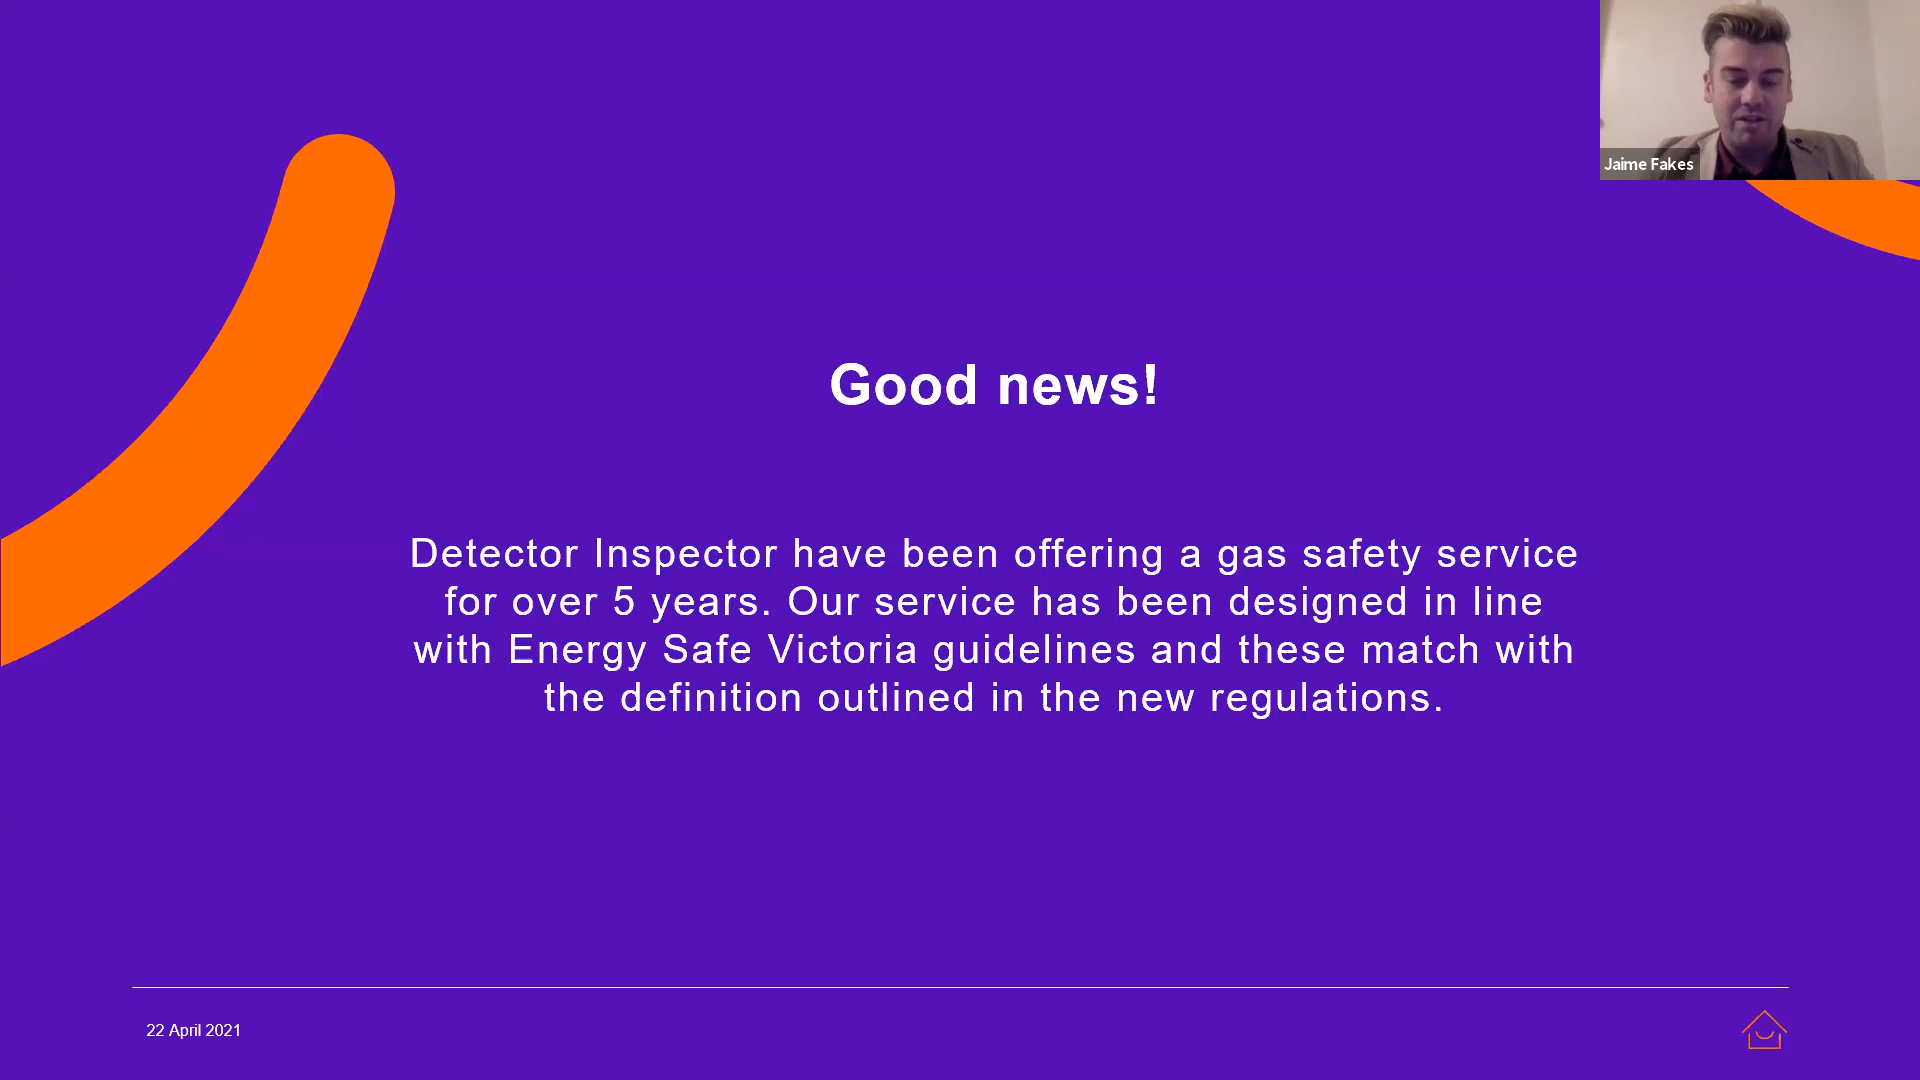 Jaime Fakes
Good news!
Detector Inspector have been offering a gas safety service
for over 5 years. Our service has been designed in line
with Energy Safe Victoria guidelines and these match with
the definition outlined in the new regulations.
22 April 2021